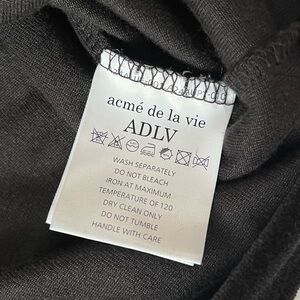 acmé de la vie
ADLV
WASH SEPARATELY
DO NOT BLEACH
IRON AT MAXIMUM
TEMPERATURE OF 120
DRY CLEAN ONLY
DO NOT TUMBLE
HANDLE WITH CARE